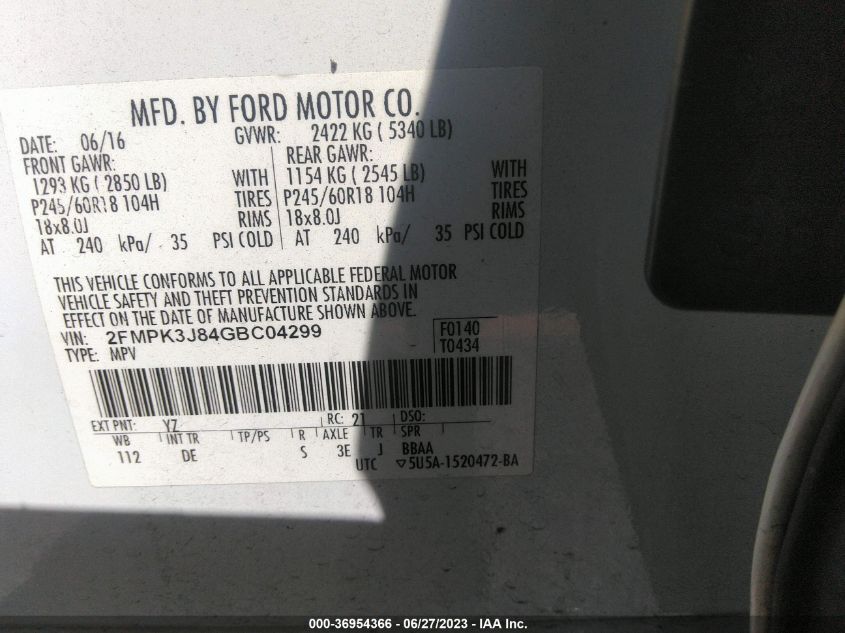 MFD. BY FORD MOTOR CO.
DATE: 06/16 GVWR: 2422 KG ( 5340 LB)
FRONT GAWR: REAR GAWR:
1293 KG ( 2850 LB) WITH 1154 KG ( 2545 LB) WITH
P245/60R18 104H TIRES P245/60R18 104H TIRES
18x8.0J RIMS 18x8.0J RIMS
AT 240 kPa/ 35 PSI COLD AT 240 kPa/ 35 PSI COLD
THIS VEHICLE CONFORMS TO ALL APPLICABLE FEDERAL MOTOR
VEHICLE SAFETY AND THEFT PREVENTION STANDARDS IN
EFFECT ON THE DATE OF MANUFACTURE SHOWN ABOVE.
VIN: 2FMPK3J84GBC04299 F0140
TYPE: MPV T0434
EXT PNT: YZ RC: 21 DSO:
WB INT TR TP/PS R AXLE TR SPR
112 DE S 3E J BBAA
UTC ▽5U5A-1520472-BA
000-36954366 - 06/27/2023 - IAA Inc.